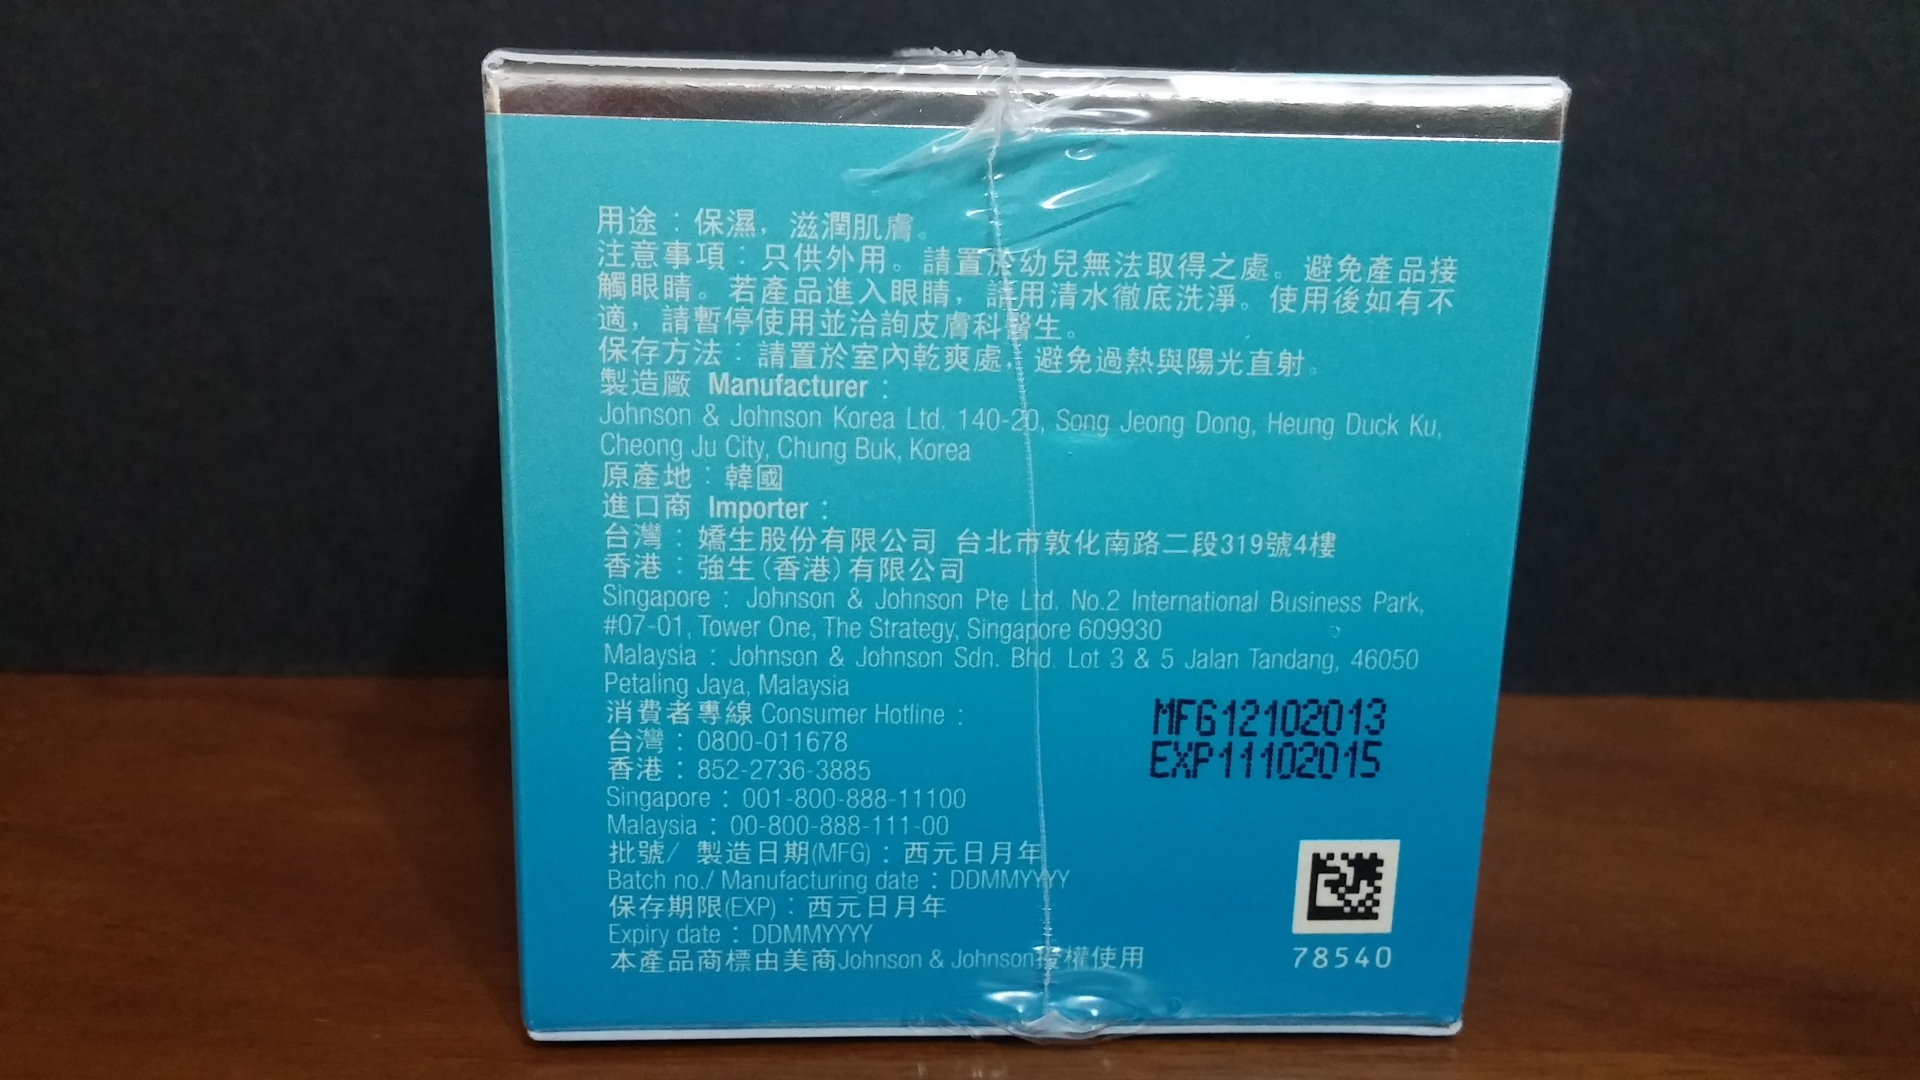 用途：保濕，滋潤肌膚。
注意事項：只供外用。請置於幼兒無法取得之處。避免產品接
觸眼睛。若產品進入眼睛，請用清水徹底洗淨。使用後如有不
適，請暫停使用並洽詢皮膚科醫生。
保存方法：請置於室內乾爽處，避免過熱與陽光直射。
製造廠 Manufacturer：
Johnson & Johnson Korea Ltd. 140-20, Song Jeong Dong, Heung Duck Ku,
Cheong Ju City, Chung Buk, Korea
原產地：韓國
進口商 Importer：
台灣：嬌生股份有限公司 台北市敦化南路二段319號4樓
香港：強生(香港)有限公司
Singapore：Johnson & Johnson Pte Ltd. No.2 International Business Park,
#07-01, Tower One, The Strategy, Singapore 609930
Malaysia：Johnson & Johnson Sdn. Bhd. Lot 3 & 5 Jalan Tandang, 46050
Petaling Jaya, Malaysia
消費者專線 Consumer Hotline：
台灣：0800-011678
香港：852-2736-3885
Singapore：001-800-888-11100
Malaysia：00-800-888-111-00
批號/ 製造日期(MFG)：西元日月年
Batch no./ Manufacturing date：DDMMYYYY
保存期限(EXP)：西元日月年
Expiry date：DDMMYYYY
本產品商標由美商Johnson & Johnson授權使用
MFG12102013
EXP11102015
78540